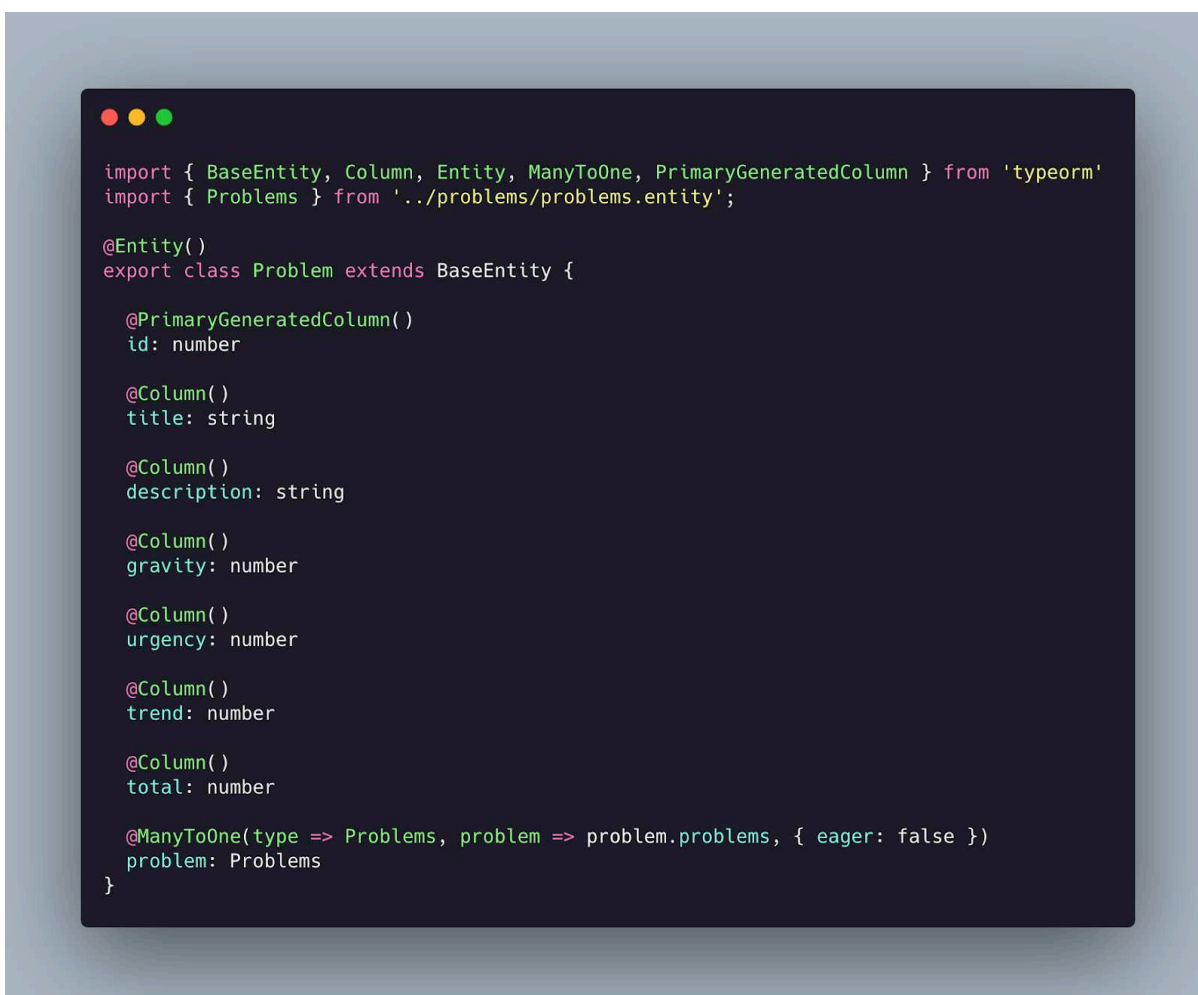 import { BaseEntity, Column, Entity, ManyToOne, PrimaryGeneratedColumn } from 'typeorm'
import { Problems } from '../problems/problems.entity';
@Entity()
export class Problem extends BaseEntity {
@PrimaryGeneratedColumn()
id: number
@Column()
title: string
@Column()
description: string
@Column()
gravity: number
@Column()
urgency: number
@Column()
trend: number
@Column()
total: number
@ManyToOne(type => Problems, problem => problem.problems, { eager: false })
problem: Problems
}